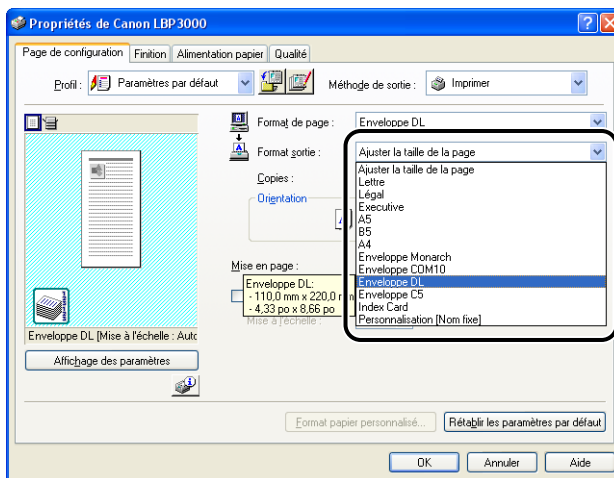 Propriétés de Canon LBP3000
Page de configuration Finition Alimentation papier Qualité
Profil : Paramètres par défaut Méthode de sortie : Imprimer
Format de page : Enveloppe DL
Format sortie : Ajuster la taille de la page
Ajuster la taille de la page
Copies :
Lettre
Légal
Orientation
Executive
A5
B5
A4
Enveloppe Monarch
Mise en page :
Enveloppe COM10
Enveloppe DL:
Enveloppe DL
- 110,0 mm x 220,0
Enveloppe C5
- 4,33 po x 8,66 po
Index Card
Mise à l'échelle :
Personnalisation [Nom fixe]
Enveloppe DL [Mise à l'échelle : Auto
Affichage des paramètres
Format papier personnalisé... Rétablir les paramètres par défaut
OK Annuler Aide